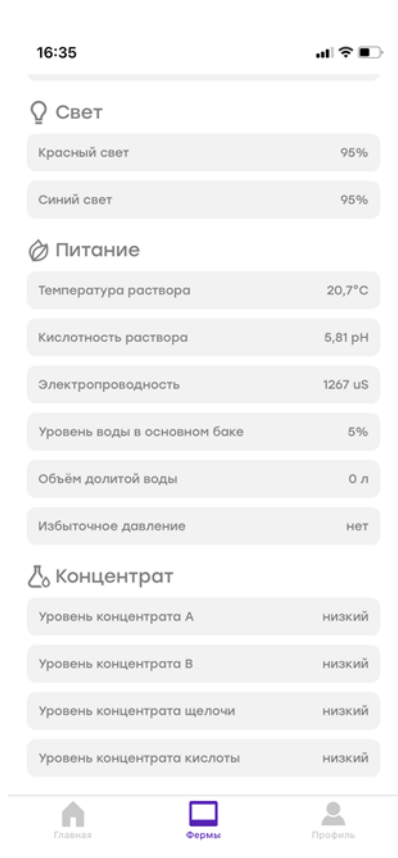 16:35
Свет
Красный свет 95%
Синий свет 95%
Питание
Температура раствора 20,7°C
Кислотность раствора 5,81 pH
Электропроводность 1267 uS
Уровень воды в основном баке 5%
Объём долитой воды 0 л
Избыточное давление нет
Концентрат
Уровень концентрата A низкий
Уровень концентрата B низкий
Уровень концентрата щелочи низкий
Уровень концентрата кислоты низкий
Главная Фермы Профиль